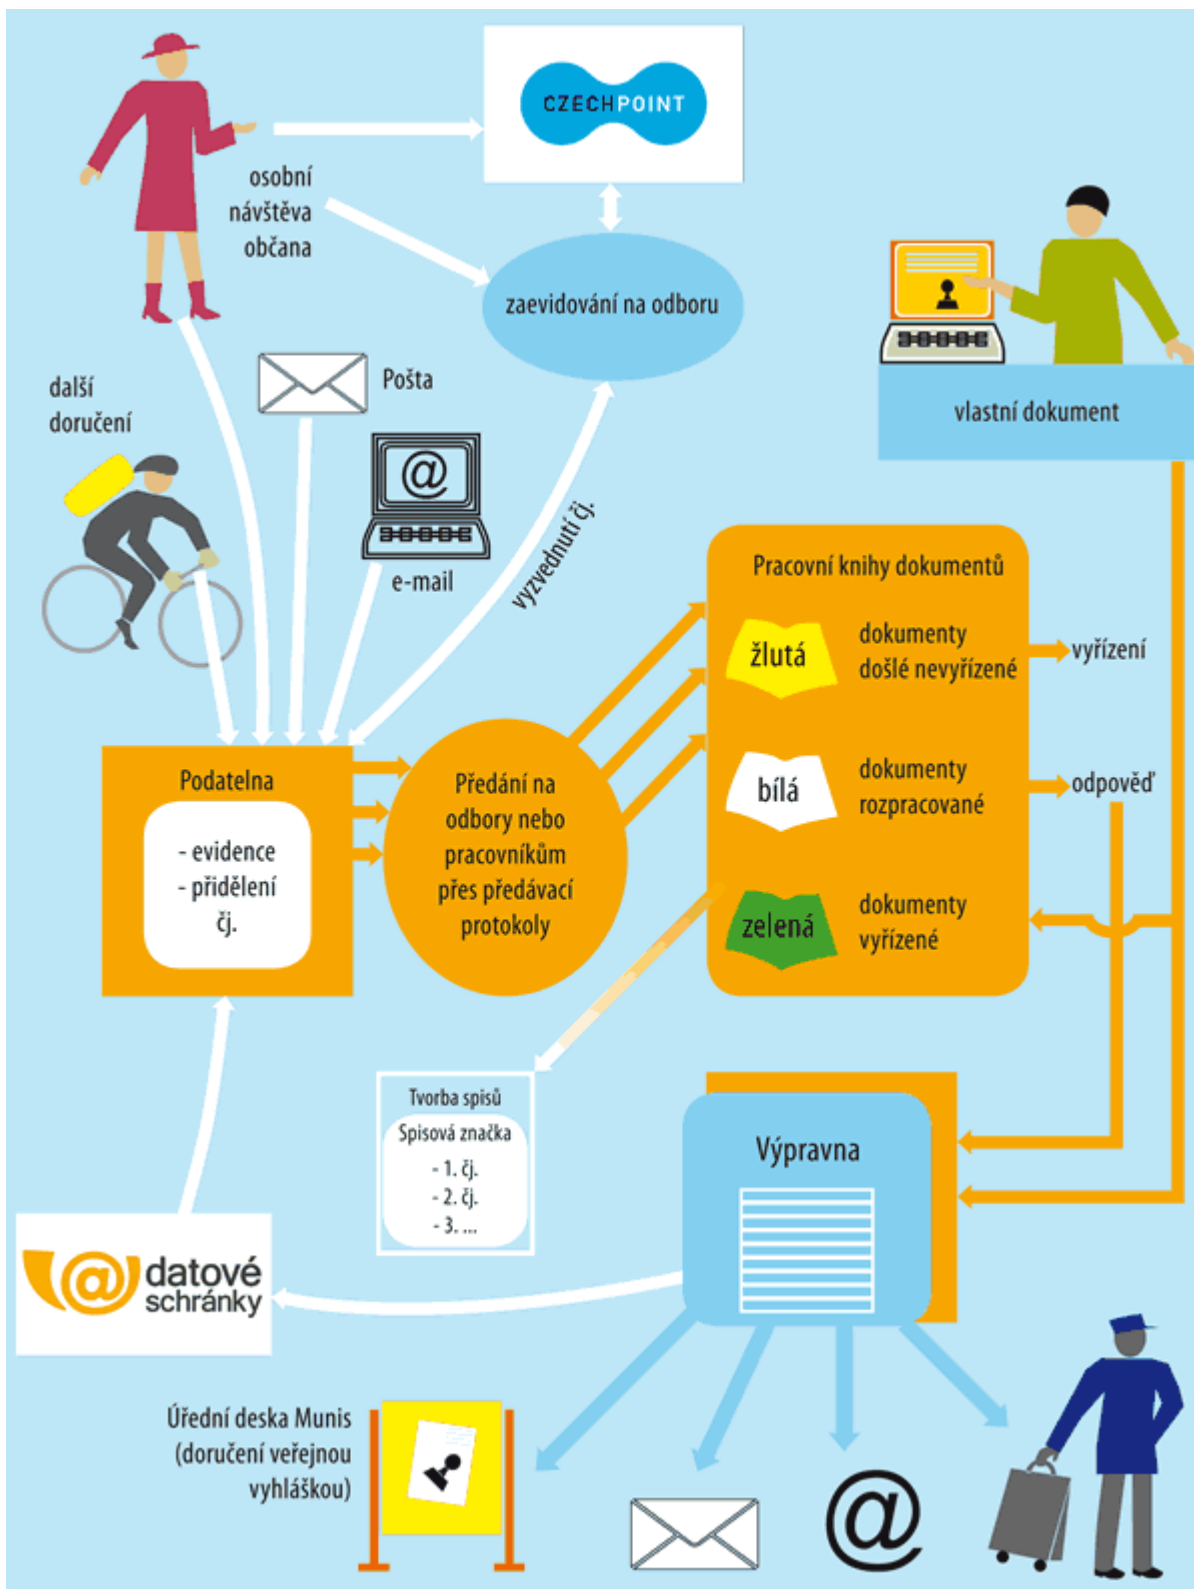 CZECHPOINT
osobní
návštěva
občana
zaevidování na odboru
vlastní dokument
Pošta
další
doručení
@
e-mail
vyzvednutí čj.
Pracovní knihy dokumentů
žlutá
dokumenty
došlé nevyřízené
vyřízení
bílá
dokumenty
rozpracované
odpověď
zelená
dokumenty
vyřízené
Podatelna
- evidence
- přidělení
čj.
Předání na
odbory nebo
pracovníkům
přes předávací
protokoly
Tvorba spisů
Spisová značka
- 1. čj.
- 2. čj.
- 3. ...
Výpravna
@ datové
schránky
Úřední deska Munis
(doručení veřejnou
vyhláškou)
@